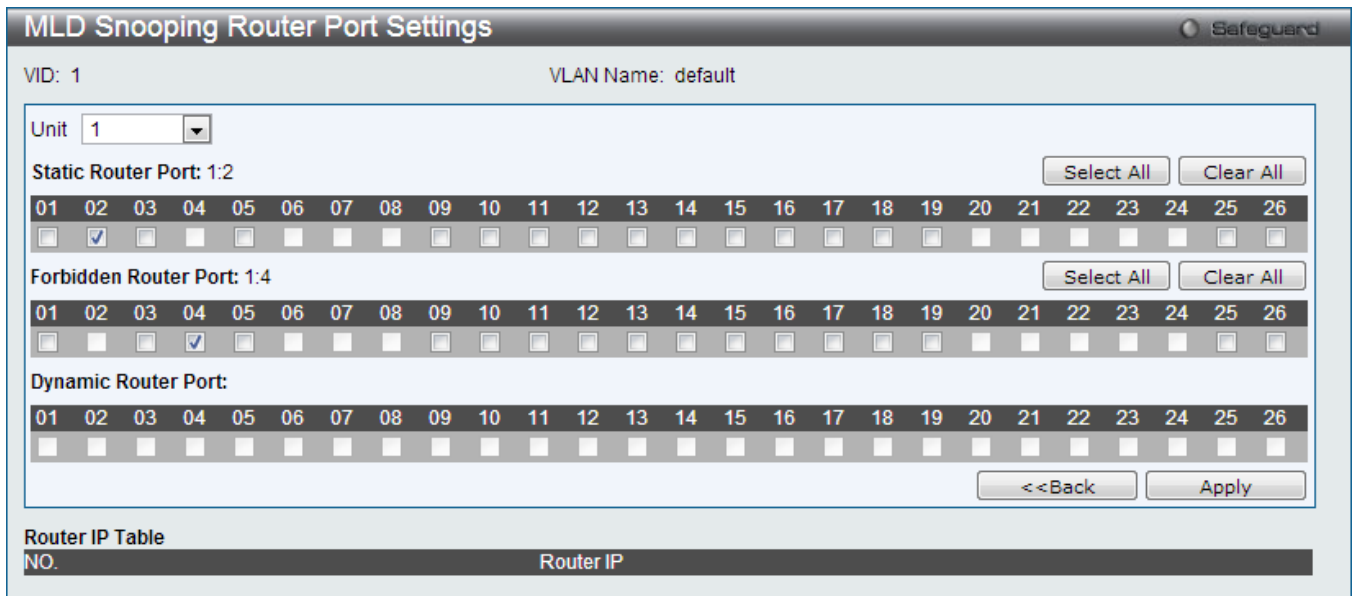 MLD Snooping Router Port Settings Safeguard
VID: 1 VLAN Name: default
Unit 1
Static Router Port: 1:2 Select All Clear All
01 02 03 04 05 06 07 08 09 10 11 12 13 14 15 16 17 18 19 20 21 22 23 24 25 26
Forbidden Router Port: 1:4 Select All Clear All
01 02 03 04 05 06 07 08 09 10 11 12 13 14 15 16 17 18 19 20 21 22 23 24 25 26
Dynamic Router Port:
01 02 03 04 05 06 07 08 09 10 11 12 13 14 15 16 17 18 19 20 21 22 23 24 25 26
<<Back Apply
Router IP Table
NO. Router IP